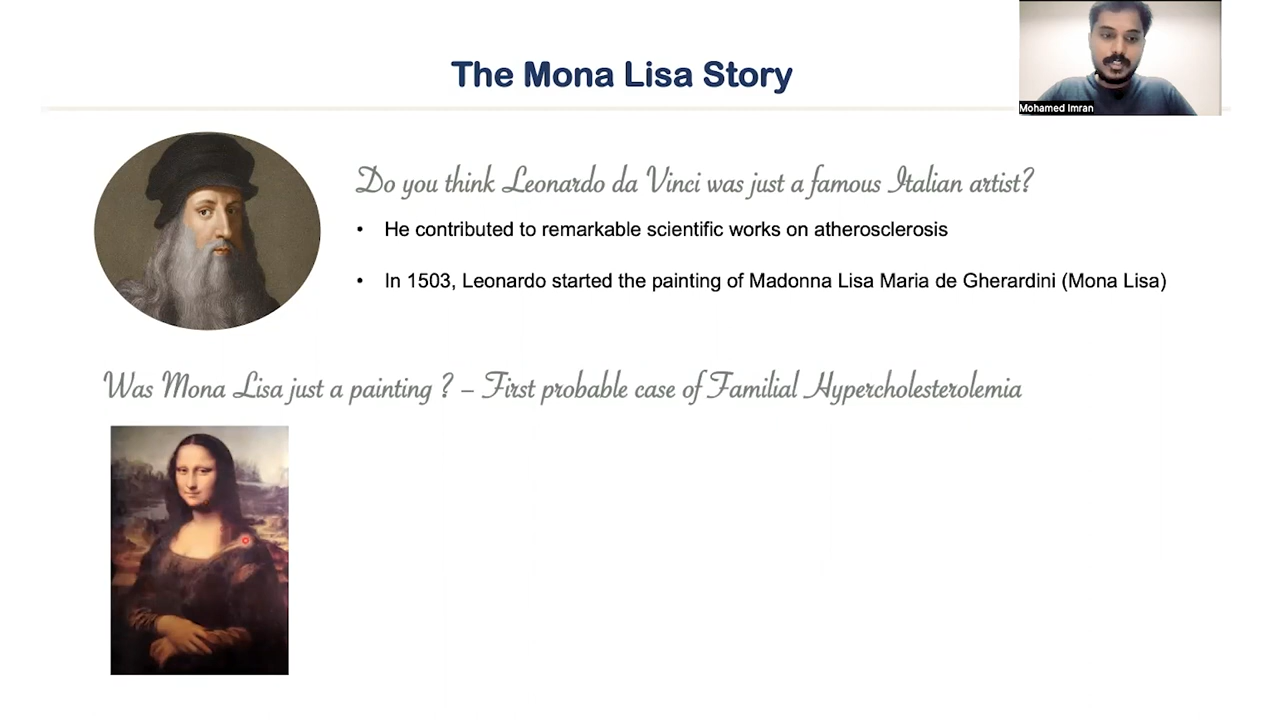 The Mona Lisa Story
Mohamed Imran
Do you think Leonardo da Vinci was just a famous Italian artist?
• He contributed to remarkable scientific works on atherosclerosis
• In 1503, Leonardo started the painting of Madonna Lisa Maria de Gherardini (Mona Lisa)
Was Mona Lisa just a painting ? – First probable case of Familial Hypercholesterolemia